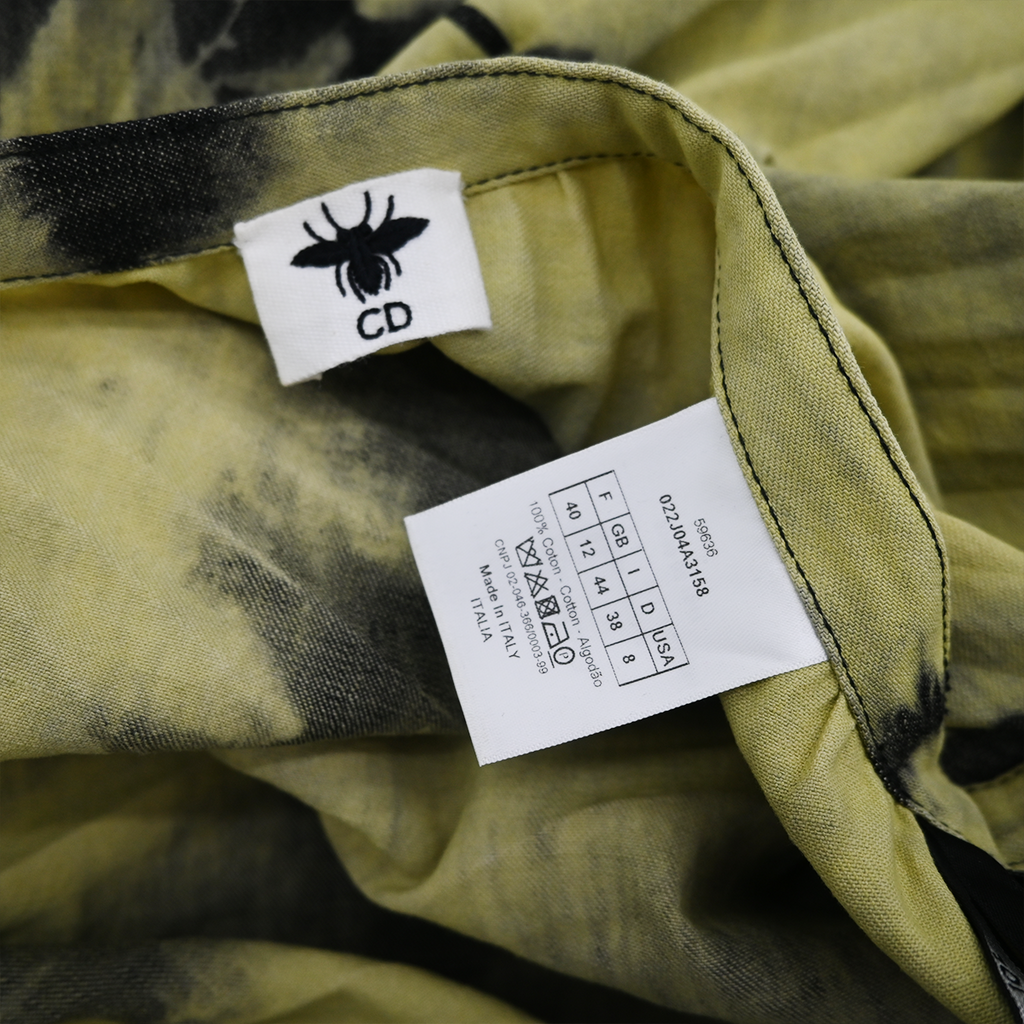 CD
59636
022J04A3158
F GB I D USA
40 12 44 38 8
100% Coton - Cotton - Algodão
P
CNPJ 02-046-366/0003-99
Made In ITALY
ITALIA